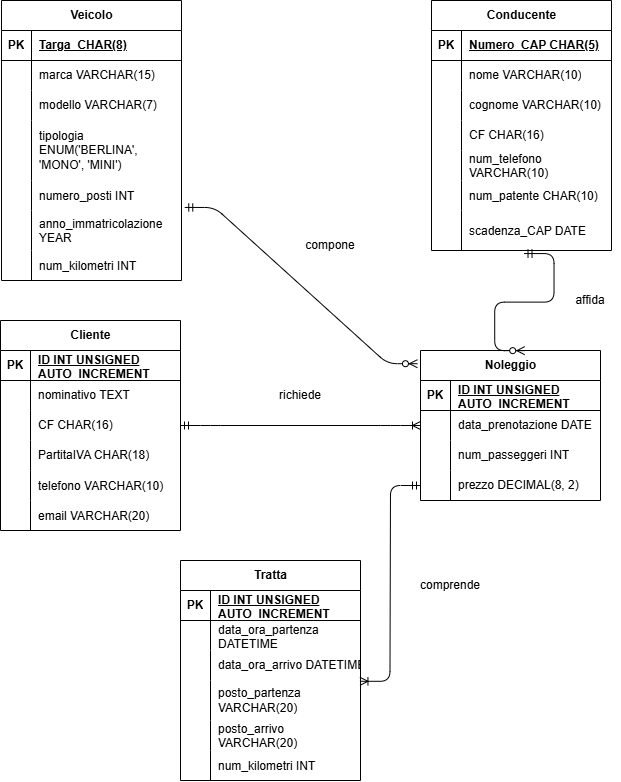 Veicolo
PK Targa CHAR(8)
marca VARCHAR(15)
modello VARCHAR(7)
tipologia
ENUM('BERLINA',
'MONO', 'MINI')
numero_posti INT
anno_immatricolazione
YEAR
num_kilometri INT
Conducente
PK Numero_CAP CHAR(5)
nome VARCHAR(10)
cognome VARCHAR(10)
CF CHAR(16)
num_telefono
VARCHAR(10)
num_patente CHAR(10)
scadenza_CAP DATE
compone
affida
Cliente
PK ID INT UNSIGNED
AUTO_INCREMENT
nominativo TEXT
CF CHAR(16)
PartitaIVA CHAR(18)
telefono VARCHAR(10)
email VARCHAR(20)
richiede
Noleggio
PK ID INT UNSIGNED
AUTO_INCREMENT
data_prenotazione DATE
num_passeggeri INT
prezzo DECIMAL(8, 2)
comprende
Tratta
PK ID INT UNSIGNED
AUTO_INCREMENT
data_ora_partenza
DATETIME
data_ora_arrivo DATETIME
posto_partenza
VARCHAR(20)
posto_arrivo
VARCHAR(20)
num_kilometri INT